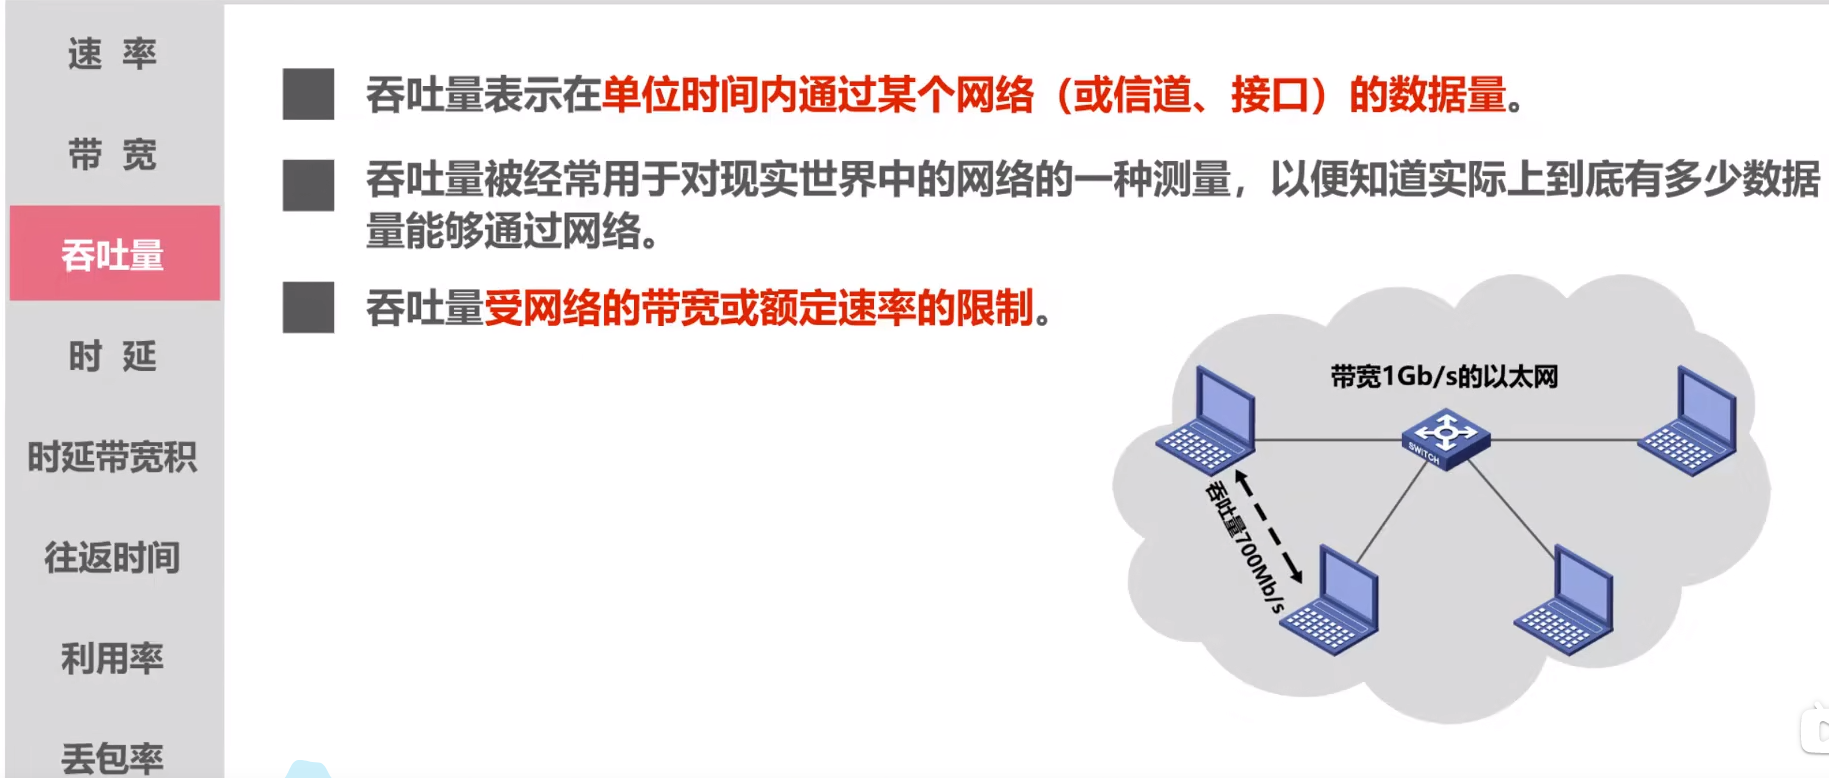 速 率
带 宽
吞吐量
时 延
时延带宽积
往返时间
利用率
丢包率
吞吐量表示在单位时间内通过某个网络（或信道、接口）的数据量。
吞吐量被经常用于对现实世界中的网络的一种测量，以便知道实际上到底有多少数据
量能够通过网络。
吞吐量受网络的带宽或额定速率的限制。
带宽1Gb/s的以太网
SWITCH
吞吐量700Mb/s